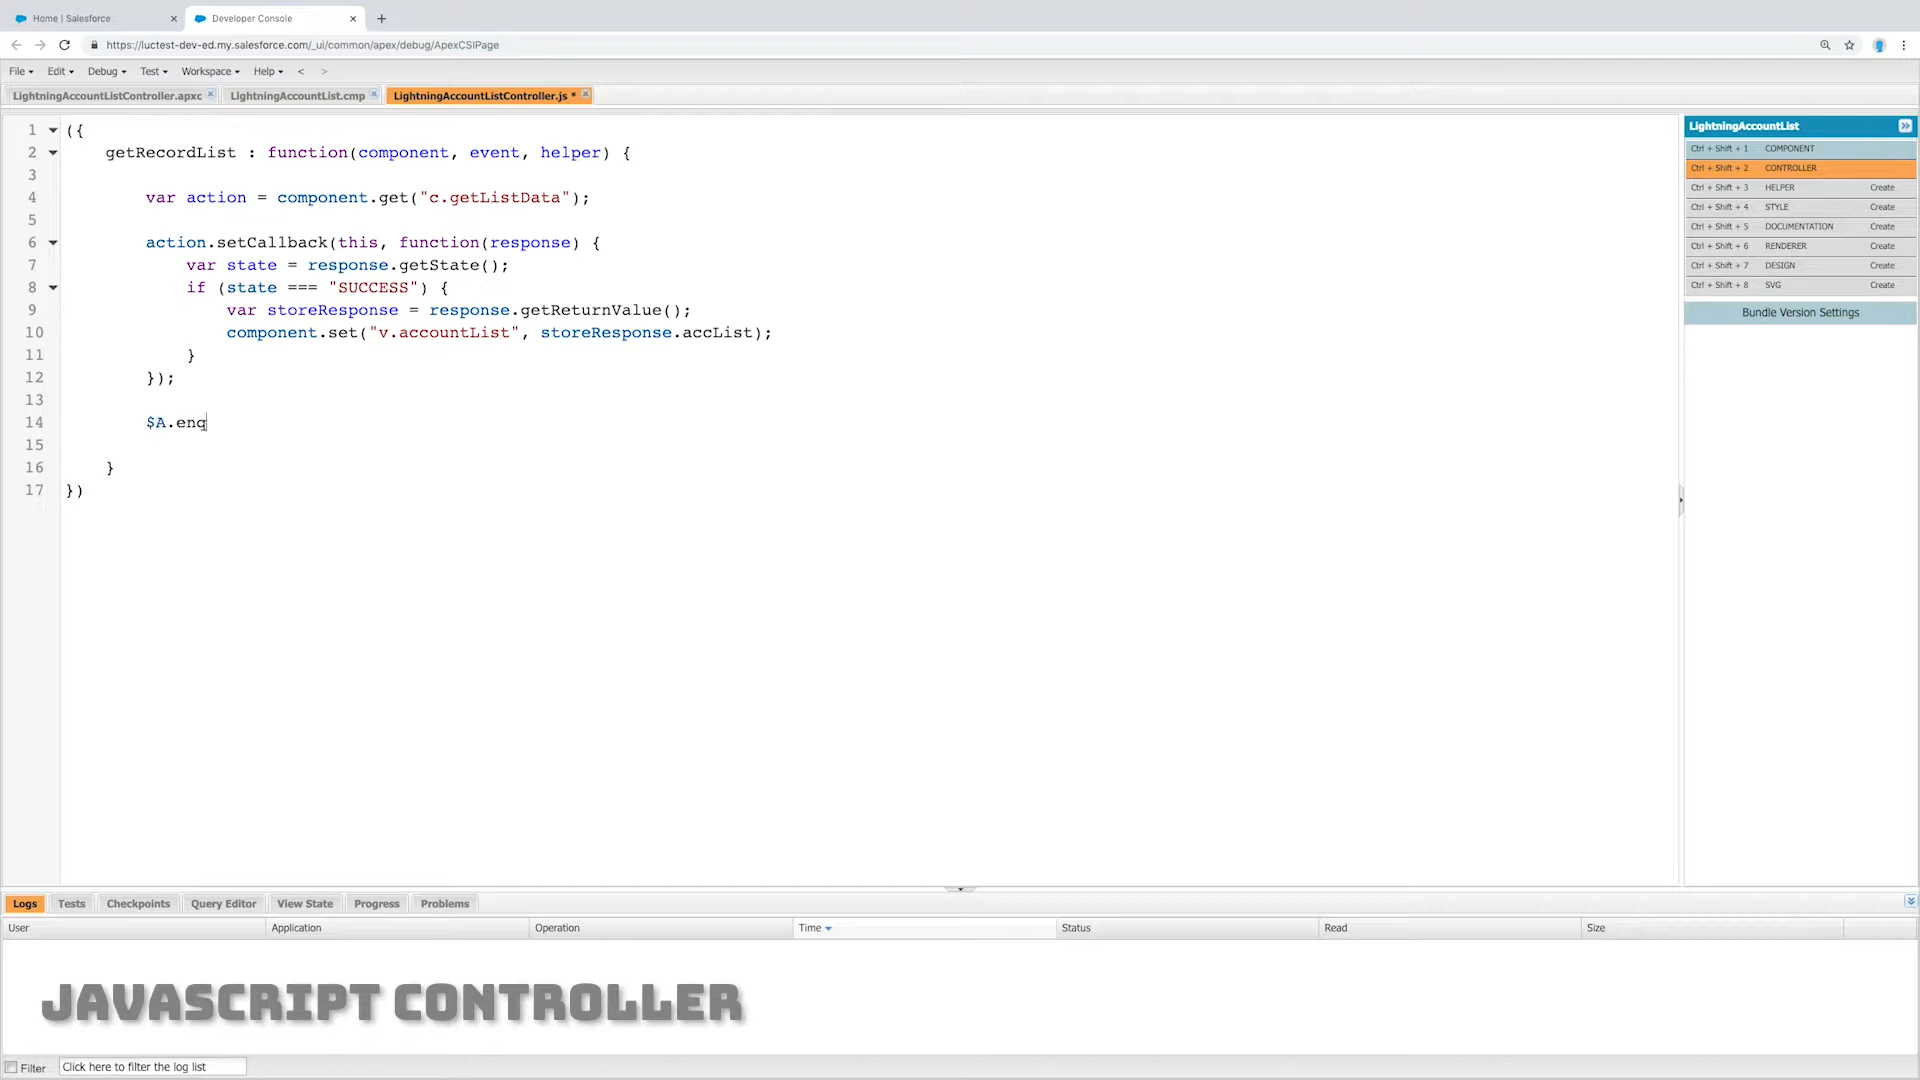 Home | Salesforce
Developer Console
https://luctest-dev-ed.my.salesforce.com/_ui/common/apex/debug/ApexCSIPage
File Edit Debug Test Workspace Help < >
LightningAccountListController.apxc LightningAccountList.cmp LightningAccountListController.js *
1 ({
2 getRecordList : function(component, event, helper) {
3
4 var action = component.get("c.getListData");
5
6 action.setCallback(this, function(response) {
7 var state = response.getState();
8 if (state === "SUCCESS") {
9 var storeResponse = response.getReturnValue();
10 component.set("v.accountList", storeResponse.accList);
11 }
12 });
13
14 $A.enq
15
16 }
17 })
LightningAccountList
Ctrl + Shift + 1 COMPONENT
Ctrl + Shift + 2 CONTROLLER
Ctrl + Shift + 3 HELPER Create
Ctrl + Shift + 4 STYLE Create
Ctrl + Shift + 5 DOCUMENTATION Create
Ctrl + Shift + 6 RENDERER Create
Ctrl + Shift + 7 DESIGN Create
Ctrl + Shift + 8 SVG Create
Bundle Version Settings
Logs Tests Checkpoints Query Editor View State Progress Problems
User Application Operation Time Status Read Size
JAVASCRIPT CONTROLLER
Filter Click here to filter the log list